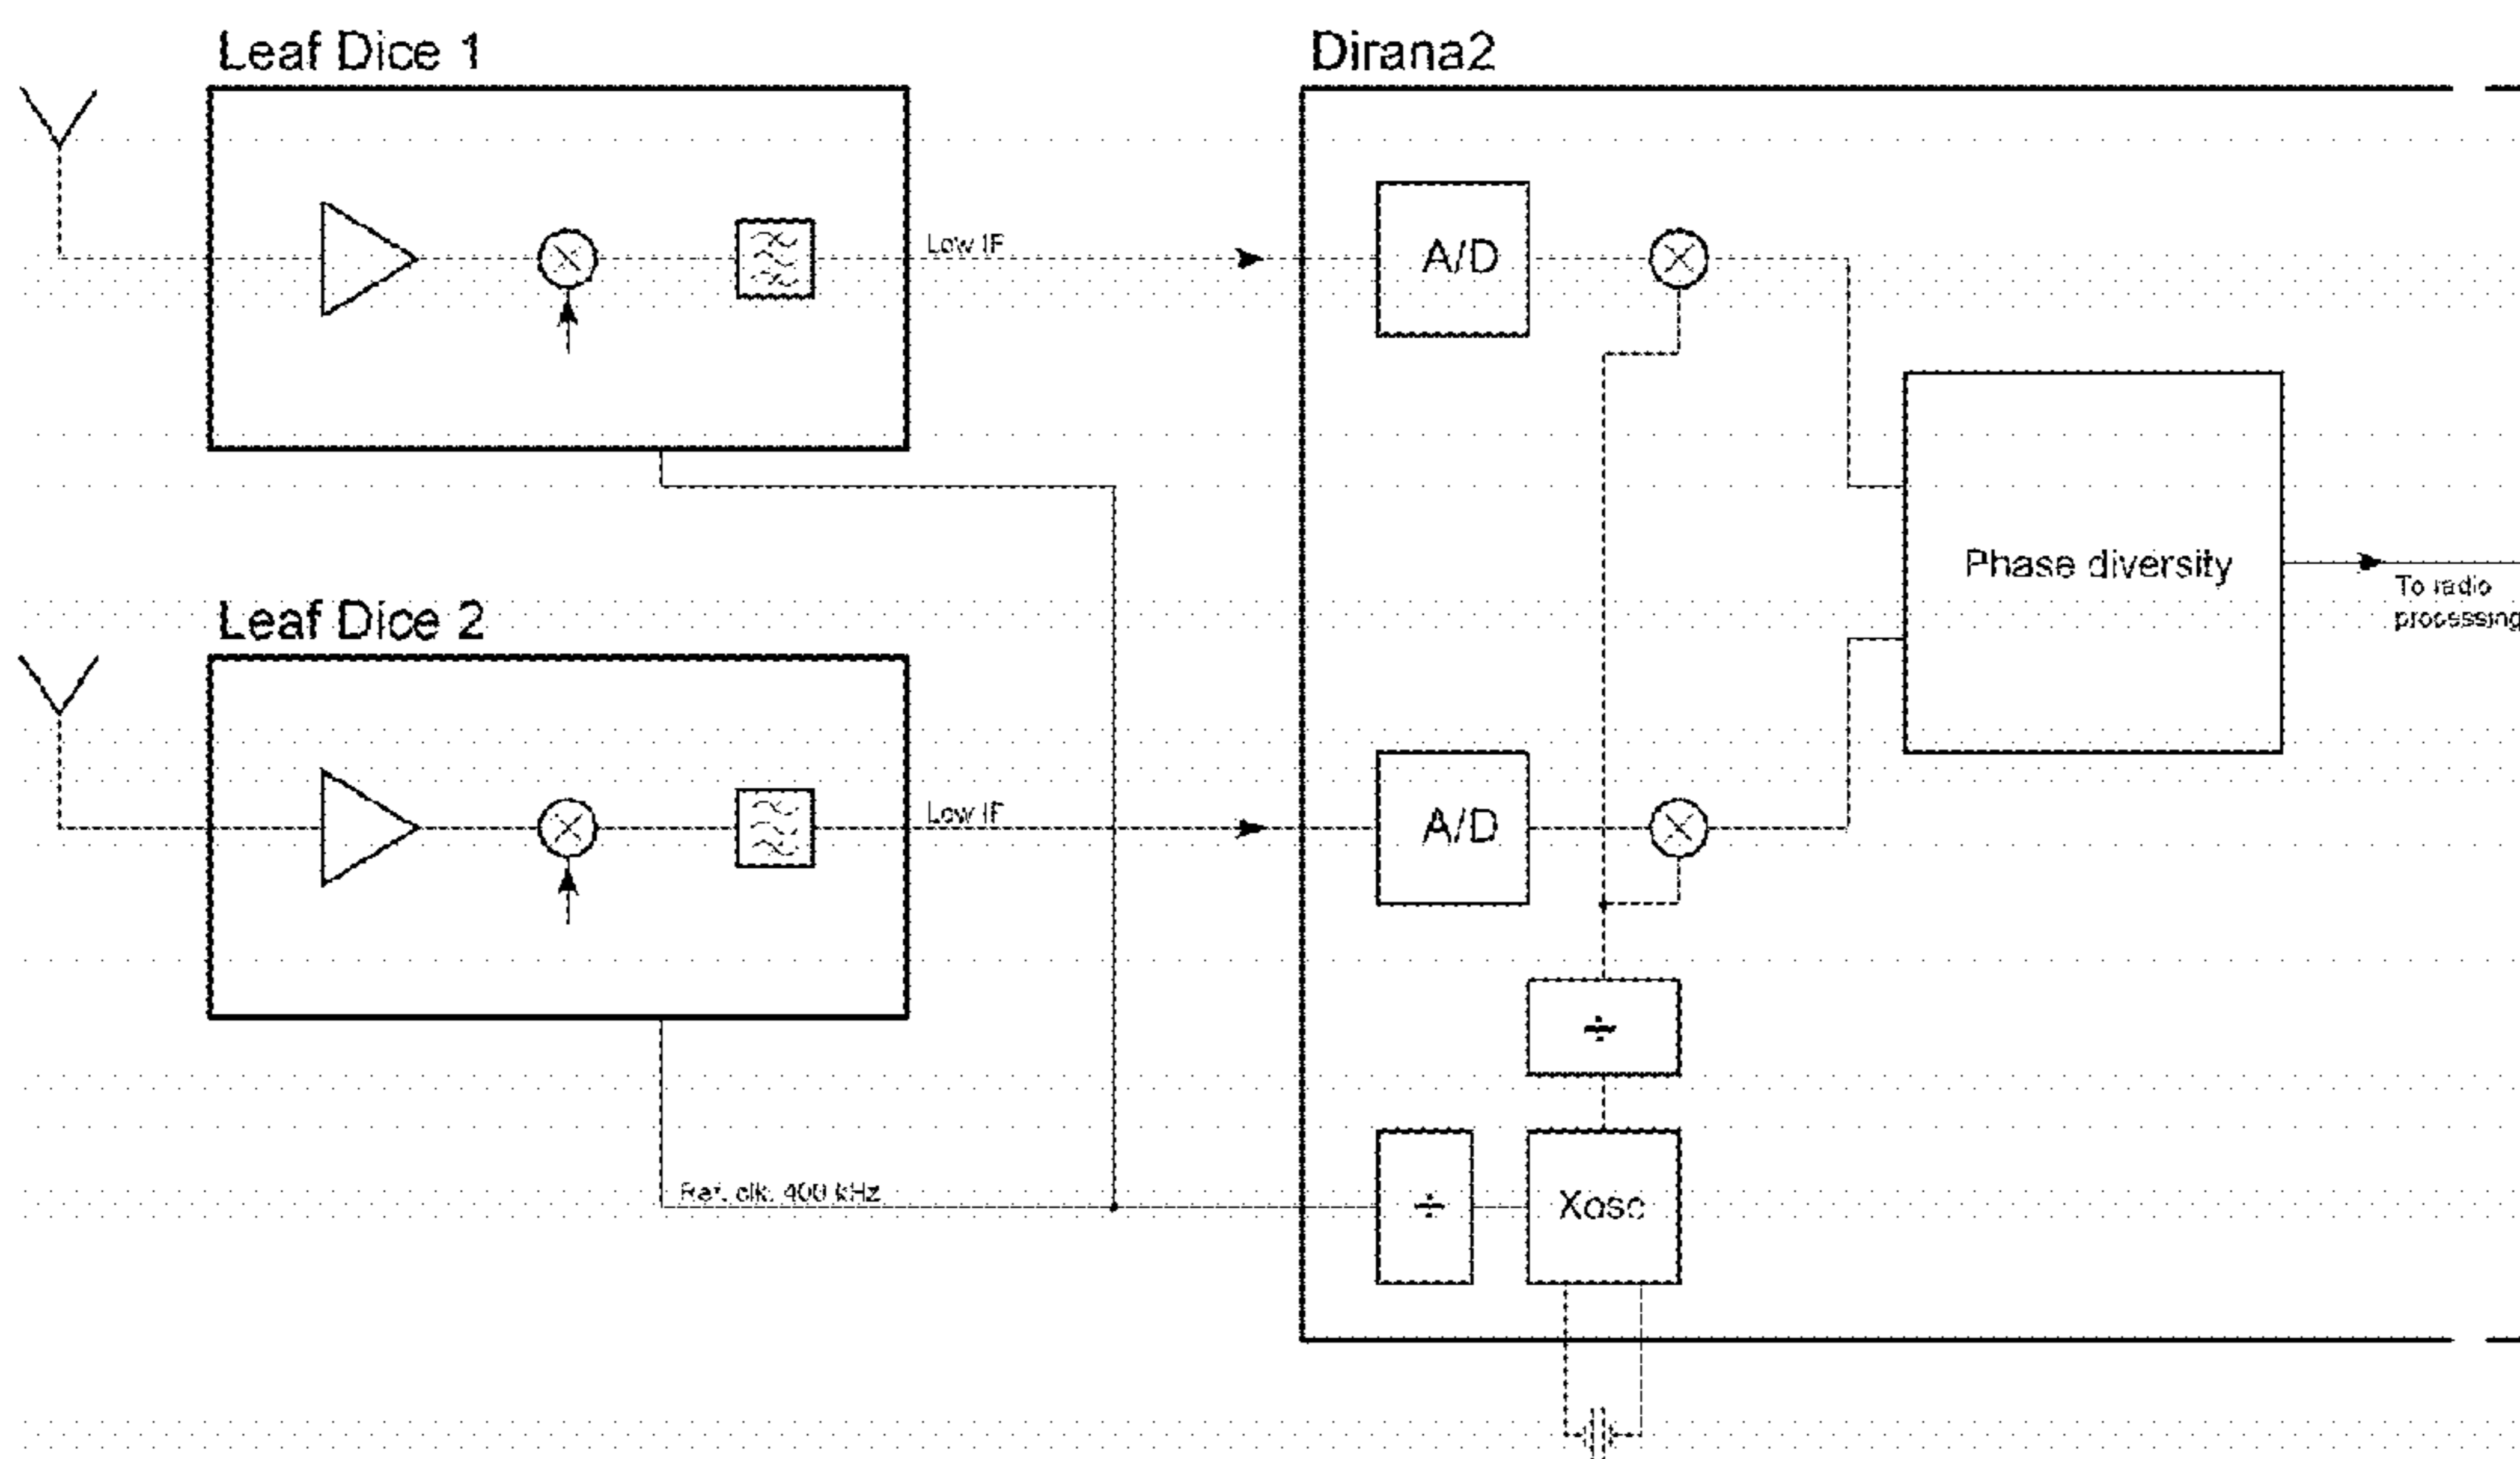 Leaf Dice 1
Dirana2
Low IF
A/D
Phase diversity
To radio
processing
Leaf Dice 2
Low IF
A/D
÷
Ref. clk. 400 kHz
÷
Xosc